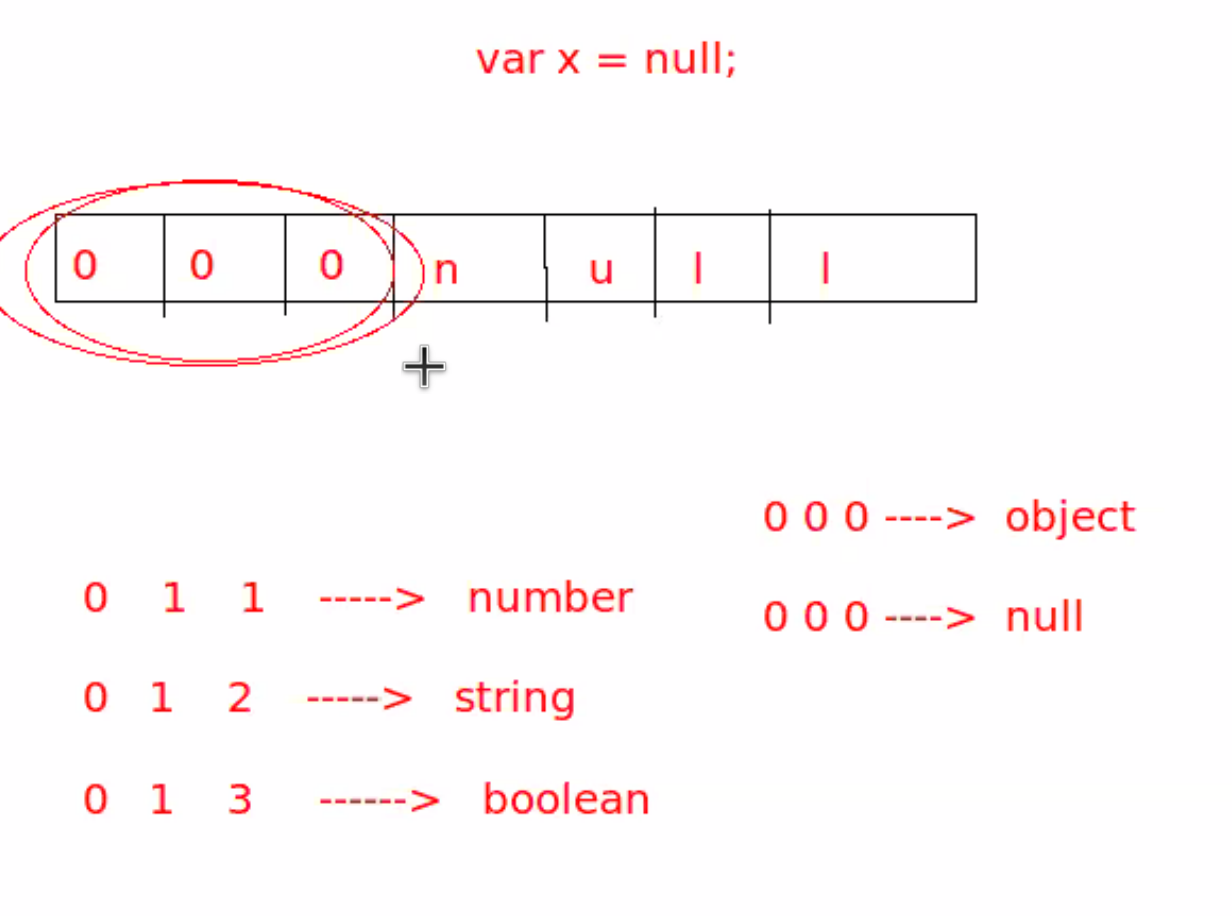 var x = null;
0 0 0 n u l l
0 0 0 ----> object
0 1 1 -----> number
0 0 0 ----> null
0 1 2 -----> string
0 1 3 ------> boolean